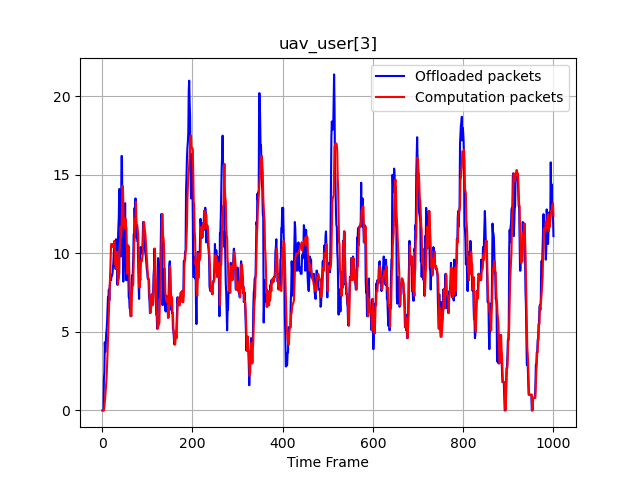 uav_user[3]
Offloaded packets
Computation packets
20
15
10
5
0
0 200 400 600 800 1000
Time Frame